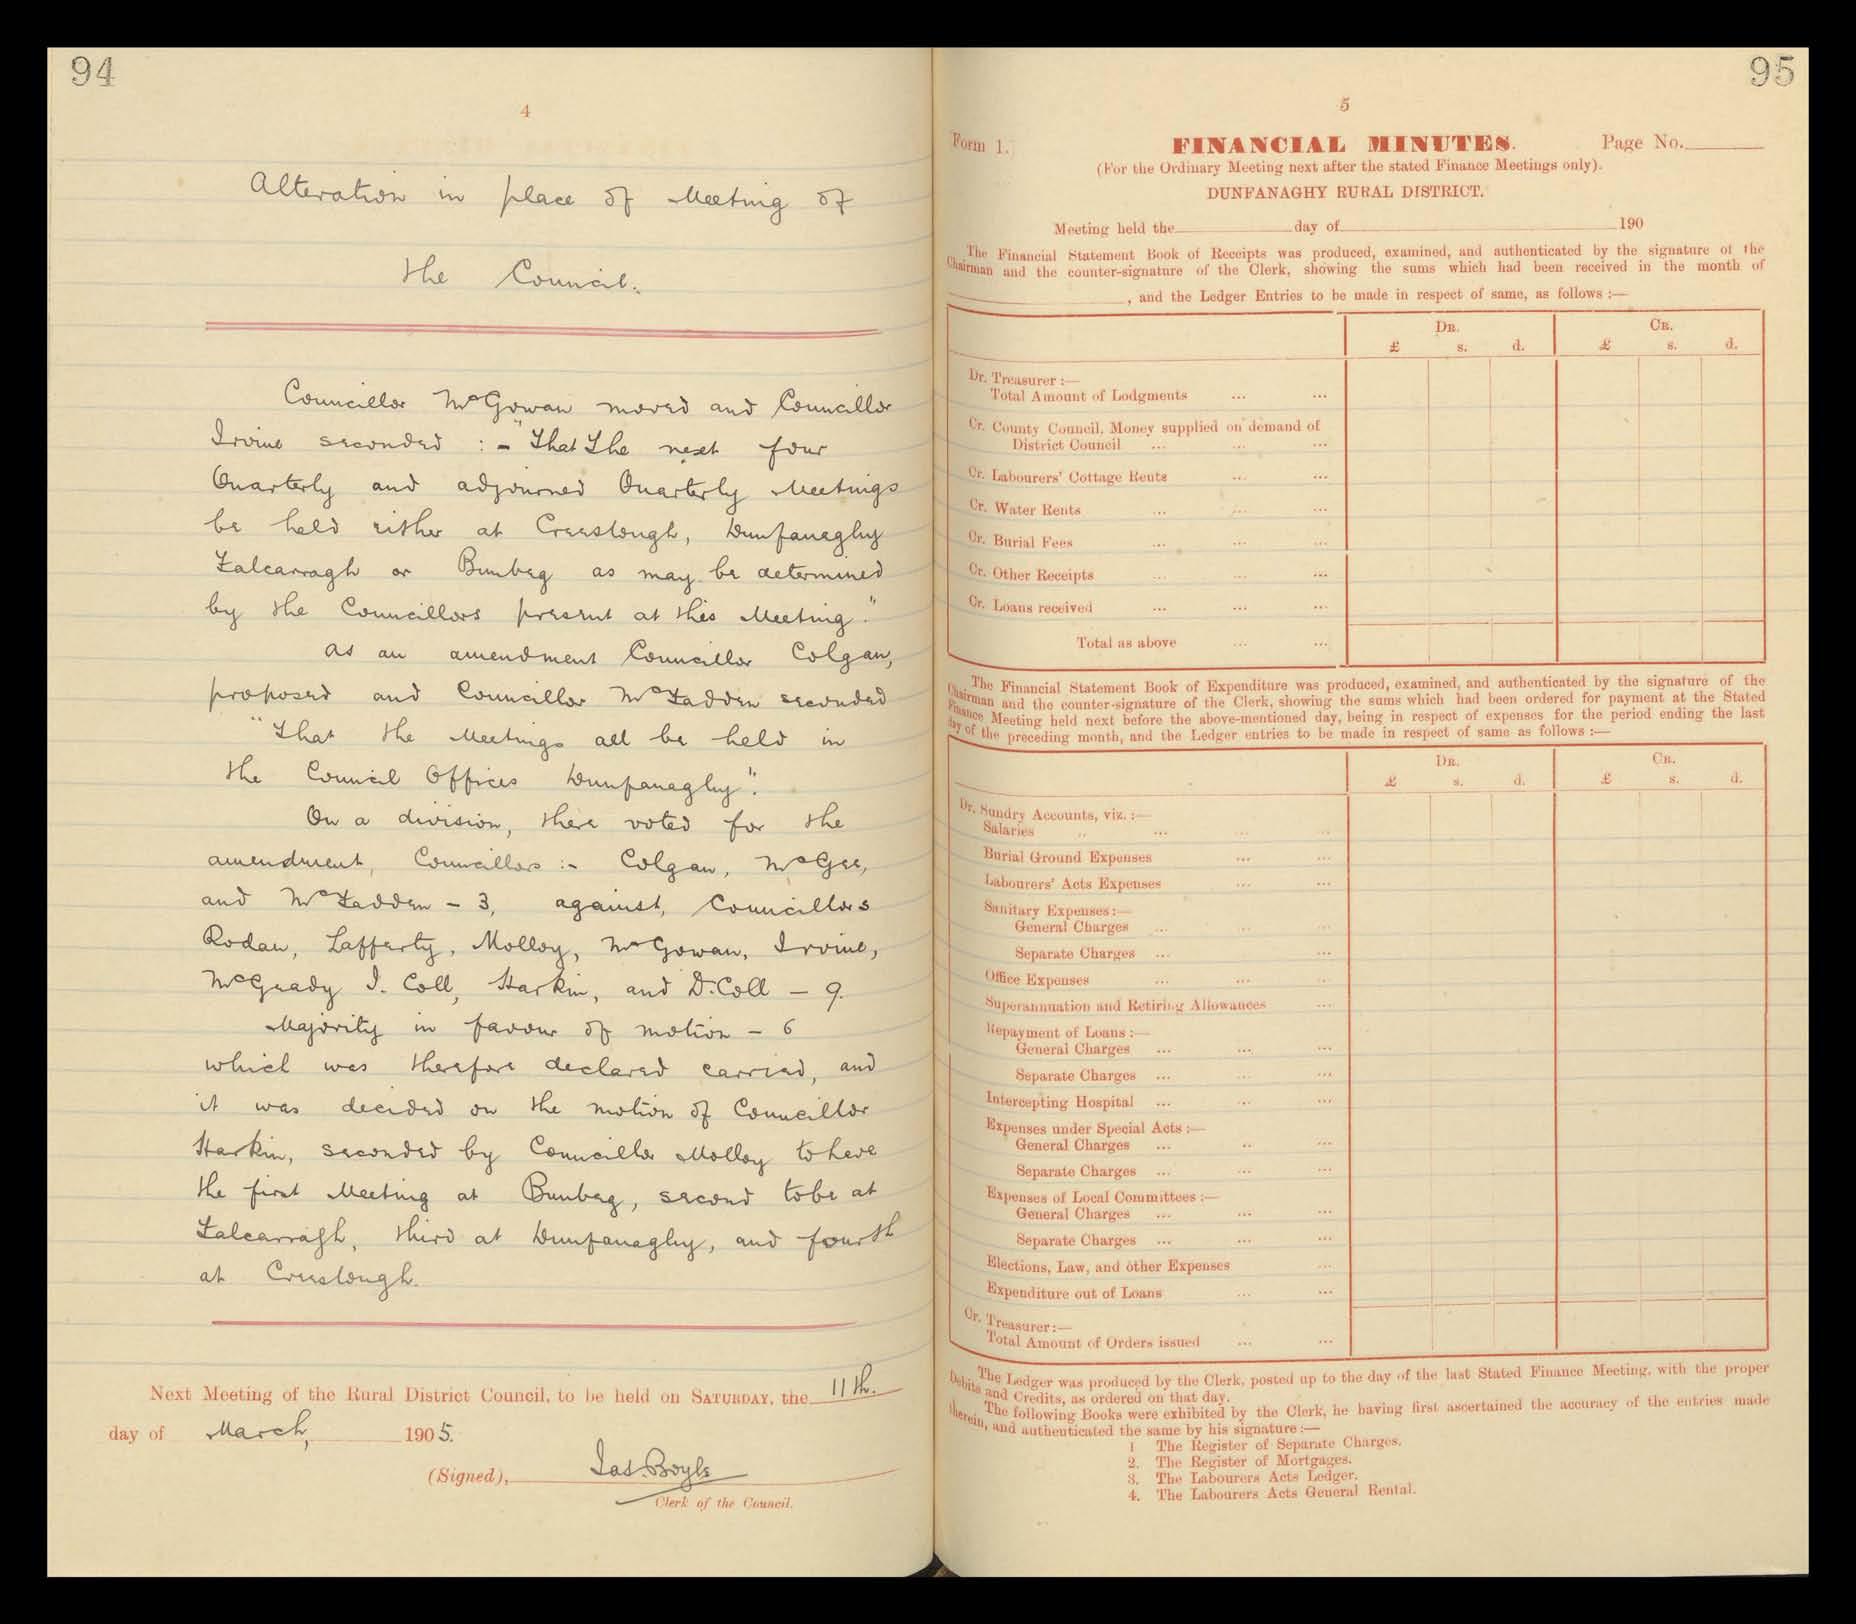 94
4
Alteration in place of Meeting of
the Council.
Councillor McGowan moved and Councillor
Irvine seconded :- "That The next four
Quarterly and adjourned Quarterly Meetings
be held either at Creeslough, Dunfanaghy
Falcarragh or Bunbeg as may be determined
by the Councillors present at this Meeting."
As an amendment Councillor Colgan,
proposed and Councillor McFadden seconded
"That the Meetings all be held in
the Council Offices Dunfanaghy".
On a division, there voted for the
amendment, Councillors :- Colgan, McGee,
and McFadden - 3, against, Councillors
Rodan, Lafferty, Molloy, McGowan, Irvine,
McGeady J. Coll, Harkin, and D. Coll - 9.
Majority in favour of motion - 6
which was therefore declared carried, and
it was decided on the motion of Councillor
Harkin, seconded by Councillor Molloy to have
the first Meeting at Bunbeg, second to be at
Falcarragh, third at Dunfanaghy, and fourth
at Creeslough.
Next Meeting of the Rural District Council, to be held on SATURDAY, the 11th.
day of March, 1905.
(Signed), Jas. Boyle
Clerk of the Council.
95
5
Form 1. FINANCIAL MINUTES. Page No.
(For the Ordinary Meeting next after the stated Finance Meetings only).
DUNFANAGHY RURAL DISTRICT.
Meeting held the day of 190
The Financial Statement Book of Receipts was produced, examined, and authenticated by the signature of the
Chairman and the counter-signature of the Clerk, showing the sums which had been received in the month of
, and the Ledger Entries to be made in respect of same, as follows :—
DR. CR.
£ s. d. £ s. d.
Dr. Treasurer :—
Total Amount of Lodgments ... ...
Cr. County Council, Money supplied on demand of
District Council ... ... ...
Cr. Labourers' Cottage Rents ... ...
Cr. Water Rents ... ... ...
Cr. Burial Fees ... ... ...
Cr. Other Receipts ... ... ...
Cr. Loans received ... ... ...
Total as above ... ...
The Financial Statement Book of Expenditure was produced, examined, and authenticated by the signature of the
Chairman and the counter-signature of the Clerk, showing the sums which had been ordered for payment at the Stated
Finance Meeting held next before the above-mentioned day, being in respect of expenses for the period ending the last
day of the preceding month, and the Ledger entries to be made in respect of same as follows :—
DR. CR.
£ s. d. £ s. d.
Dr. Sundry Accounts, viz. :—
Salaries ... ... ... ...
Burial Ground Expenses ... ...
Labourers' Acts Expenses ... ...
Sanitary Expenses :—
General Charges ... ... ...
Separate Charges ... ...
Office Expenses ... ... ...
Superannuation and Retiring Allowances ...
Repayment of Loans :—
General Charges ... ... ...
Separate Charges ... ... ...
Intercepting Hospital ... ... ...
Expenses under Special Acts :—
General Charges ... ... ...
Separate Charges ... ... ...
Expenses of Local Committees :—
General Charges ... ... ...
Separate Charges ... ... ...
Elections, Law, and other Expenses ...
Expenditure out of Loans ... ...
Cr. Treasurer :—
Total Amount of Orders issued ... ...
The Ledger was produced by the Clerk, posted up to the day of the last Stated Finance Meeting, with the proper
Debits and Credits, as ordered on that day.
The following Books were exhibited by the Clerk, he having first ascertained the accuracy of the entries made
therein, and authenticated the same by his signature :—
1 The Register of Separate Charges.
2. The Register of Mortgages.
3. The Labourers Acts Ledger.
4. The Labourers Acts General Rental.